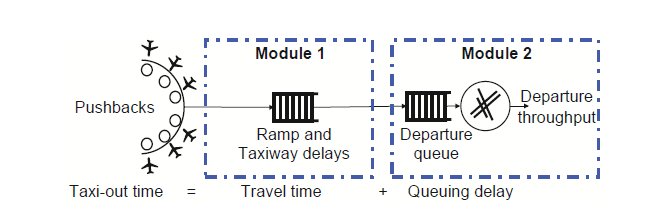 Module 1
Module 2
Pushbacks
Ramp and
Taxiway delays
Departure
queue
Departure
throughput
Taxi-out time = Travel time + Queuing delay